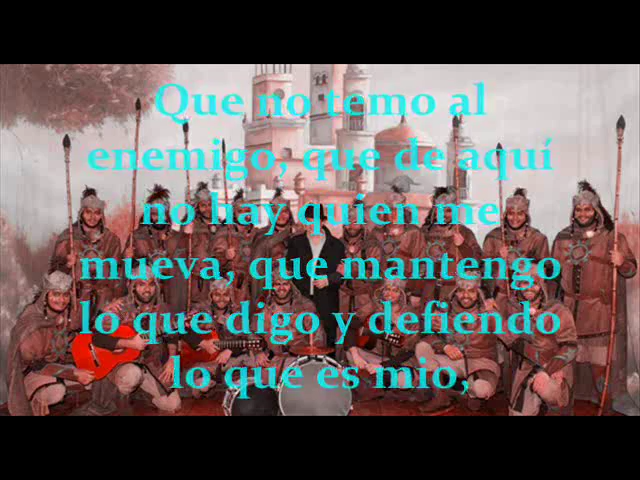 Que no temo al
enemigo, que de aquí
no hay quien me
mueva, que mantengo
lo que digo y defiendo
lo que es mio,